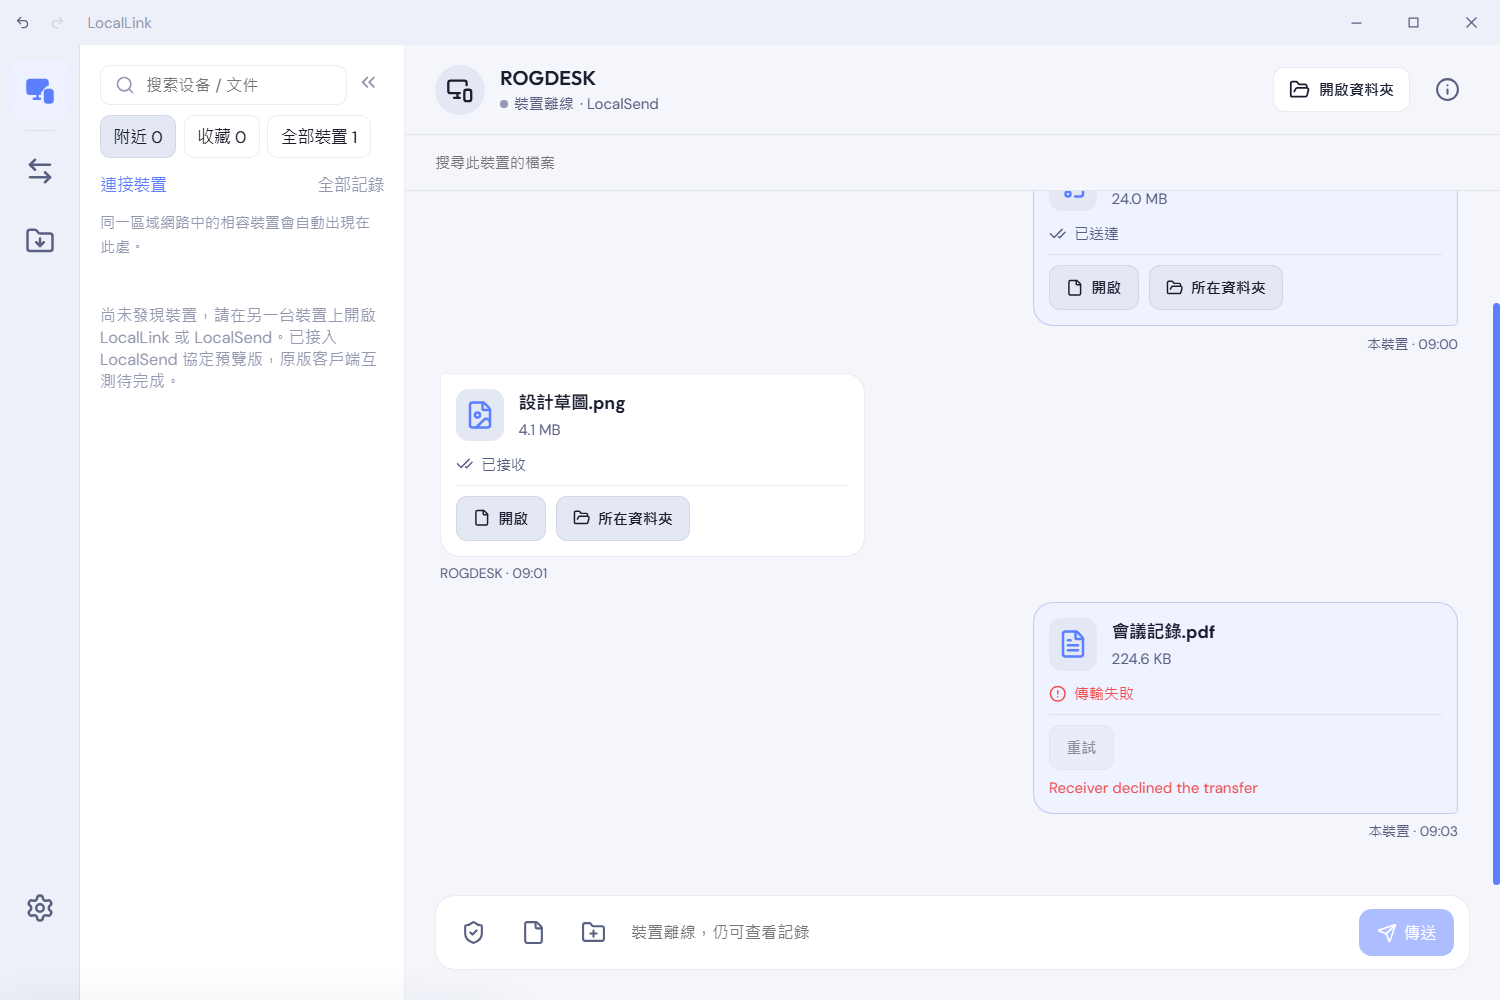 LocalLink
搜索设备 / 文件
附近 0
收藏 0
全部裝置 1
連接裝置
全部記錄
同一區域網路中的相容裝置會自動出現在
此處。
尚未發現裝置，請在另一台裝置上開啟
LocalLink 或 LocalSend。已接入
LocalSend 協定預覽版，原版客戶端互
測待完成。
ROGDESK
裝置離線 · LocalSend
開啟資料夾
搜尋此裝置的檔案
24.0 MB
已送達
開啟
所在資料夾
本裝置 · 09:00
設計草圖.png
4.1 MB
已接收
開啟
所在資料夾
ROGDESK · 09:01
會議記錄.pdf
224.6 KB
傳輸失敗
重試
Receiver declined the transfer
本裝置 · 09:03
裝置離線，仍可查看記錄
傳送